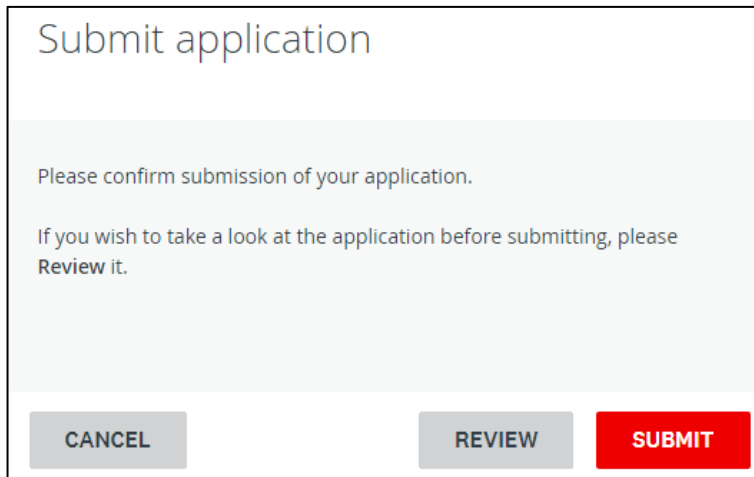 Submit application
Please confirm submission of your application.
If you wish to take a look at the application before submitting, please
Review it.
CANCEL
REVIEW
SUBMIT